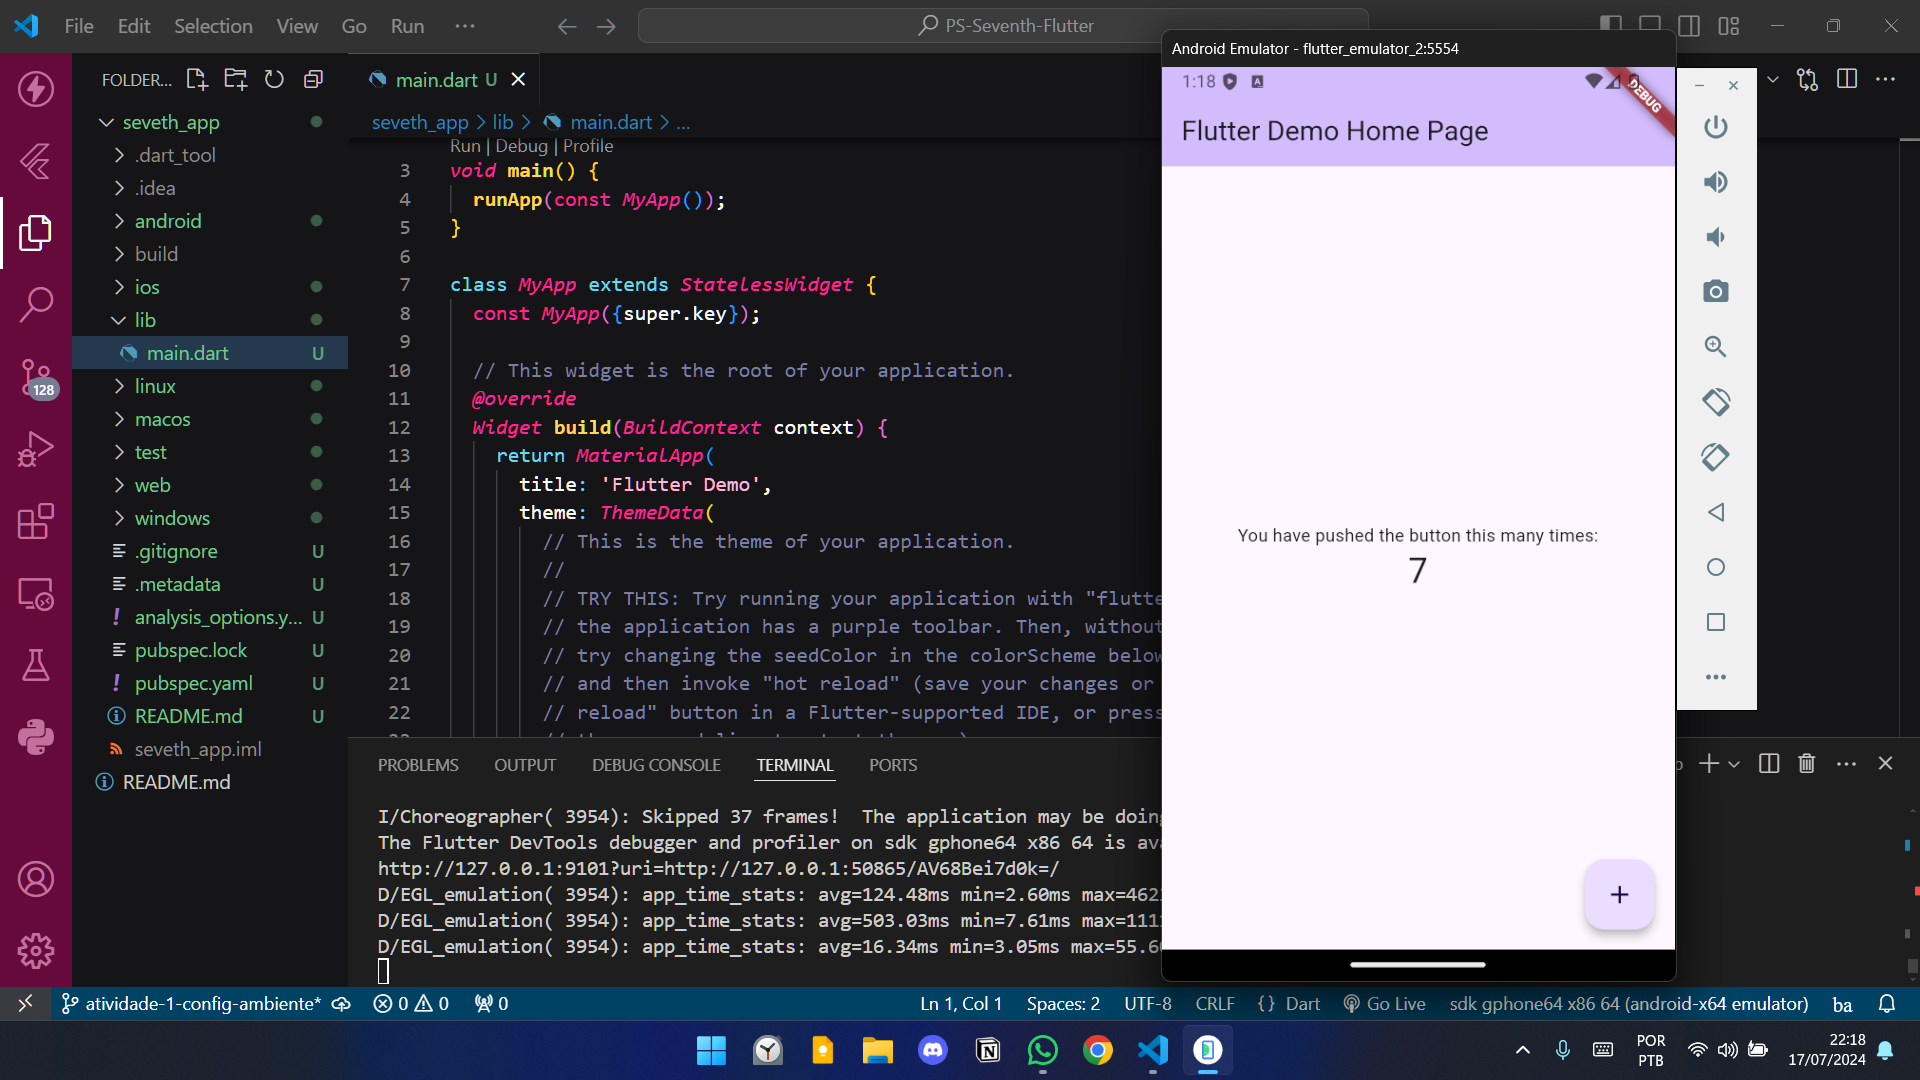 File Edit Selection View Go Run ···
PS-Seventh-Flutter
FOLDER...
seveth_app
.dart_tool
.idea
android
build
ios
lib
main.dart U
linux
macos
test
web
windows
.gitignore U
.metadata U
analysis_options.y... U
pubspec.lock U
pubspec.yaml U
README.md U
seveth_app.iml
README.md
128
main.dart U
seveth_app > lib > main.dart > ...
Run | Debug | Profile
3 void main() {
4 runApp(const MyApp());
5 }
6
7 class MyApp extends StatelessWidget {
8 const MyApp({super.key});
9
10 // This widget is the root of your application.
11 @override
12 Widget build(BuildContext context) {
13 return MaterialApp(
14 title: 'Flutter Demo',
15 theme: ThemeData(
16 // This is the theme of your application.
17 //
18 // TRY THIS: Try running your application with "flutte
19 // the application has a purple toolbar. Then, without
20 // try changing the seedColor in the colorScheme below
21 // and then invoke "hot reload" (save your changes or
22 // reload" button in a Flutter-supported IDE, or press
PROBLEMS OUTPUT DEBUG CONSOLE TERMINAL PORTS
I/Choreographer( 3954): Skipped 37 frames!  The application may be doin
The Flutter DevTools debugger and profiler on sdk gphone64 x86 64 is ava
http://127.0.0.1:9101?uri=http://127.0.0.1:50865/AV68Bei7d0k=/
D/EGL_emulation( 3954): app_time_stats: avg=124.48ms min=2.60ms max=462
D/EGL_emulation( 3954): app_time_stats: avg=503.03ms min=7.61ms max=111
D/EGL_emulation( 3954): app_time_stats: avg=16.34ms min=3.05ms max=55.6
Android Emulator - flutter_emulator_2:5554
1:18
DEBUG
Flutter Demo Home Page
You have pushed the button this many times:
7
atividade-1-config-ambiente* 0 0 0
Ln 1, Col 1 Spaces: 2 UTF-8 CRLF {} Dart Go Live sdk gphone64 x86 64 (android-x64 emulator) ba
POR
PTB
22:18
17/07/2024